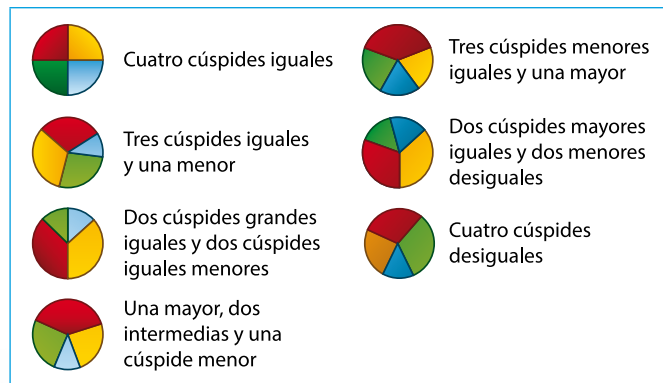 Cuatro cúspides iguales
Tres cúspides iguales
y una menor
Dos cúspides grandes
iguales y dos cúspides
iguales menores
Una mayor, dos
intermedias y una
cúspide menor
Tres cúspides menores
iguales y una mayor
Dos cúspides mayores
iguales y dos menores
desiguales
Cuatro cúspides
desiguales